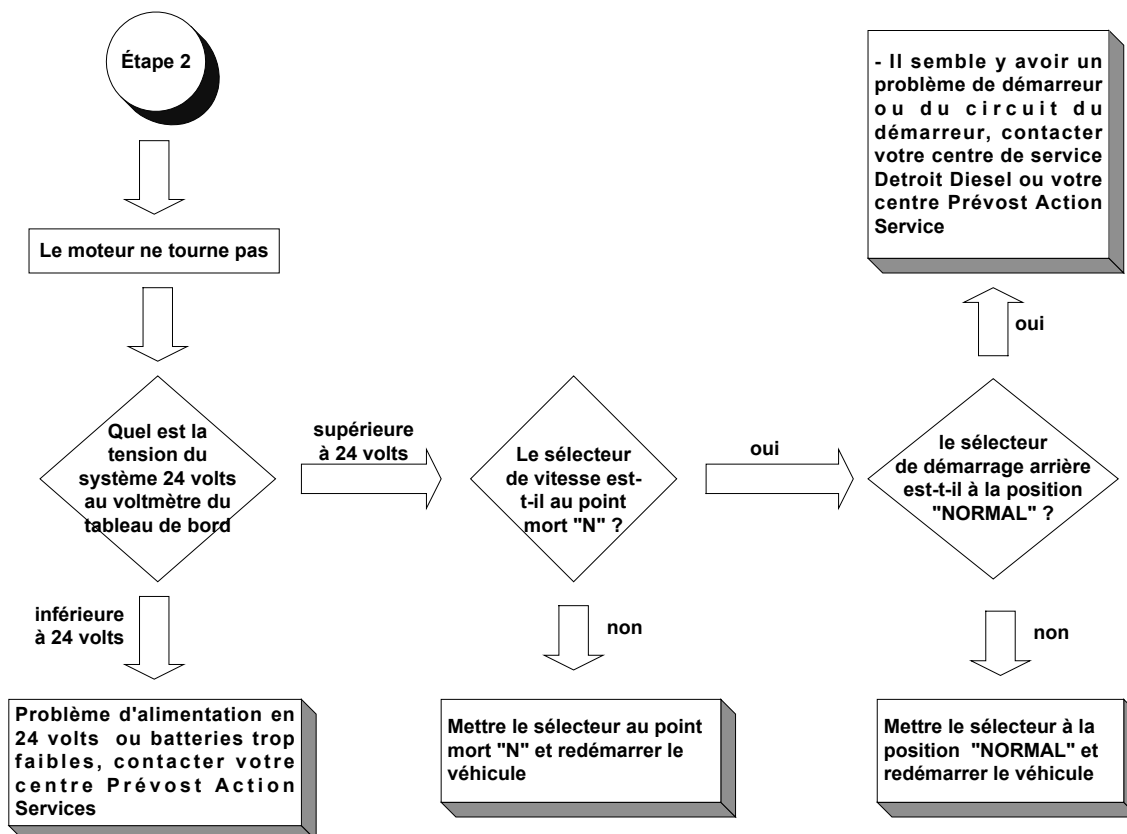 Étape 2
Le moteur ne tourne pas
Quel est la
tension du
système 24 volts
au voltmètre du
tableau de bord
supérieure
à 24 volts
inférieure
à 24 volts
Problème d'alimentation en
24 volts ou batteries trop
faibles, contacter votre
centre Prévost Action
Services
Le sélecteur
de vitesse est-
t-il au point
mort "N" ?
oui
non
Mettre le sélecteur au point
mort "N" et redémarrer le
véhicule
le sélecteur
de démarrage arrière
est-t-il à la position
"NORMAL" ?
oui
non
- Il semble y avoir un
problème de démarreur
ou du circuit du
démarreur, contacter
votre centre de service
Detroit Diesel ou votre
centre Prévost Action
Service
Mettre le sélecteur à la
position "NORMAL" et
redémarrer le véhicule